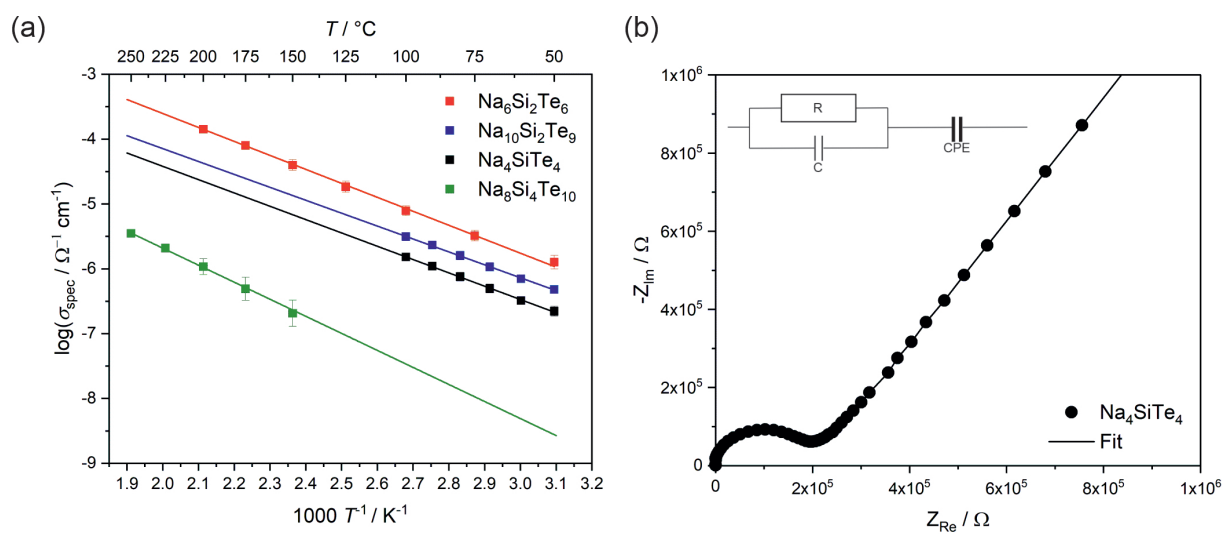 (a)
T / °C
250 225 200 175 150 125 100 75 50
-3
-4
-5
-6
-7
-8
-9
log(σspec / Ω⁻¹ cm⁻¹)
Na₆Si₂Te₆
Na₁₀Si₂Te₉
Na₄SiTe₄
Na₈Si₄Te₁₀
1.9 2.0 2.1 2.2 2.3 2.4 2.5 2.6 2.7 2.8 2.9 3.0 3.1 3.2
1000 T⁻¹ / K⁻¹
(b)
1x10⁶
8x10⁵
6x10⁵
4x10⁵
2x10⁵
0
-ZIm / Ω
R
C
CPE
Na₄SiTe₄
Fit
0 2x10⁵ 4x10⁵ 6x10⁵ 8x10⁵ 1x10⁶
ZRe / Ω